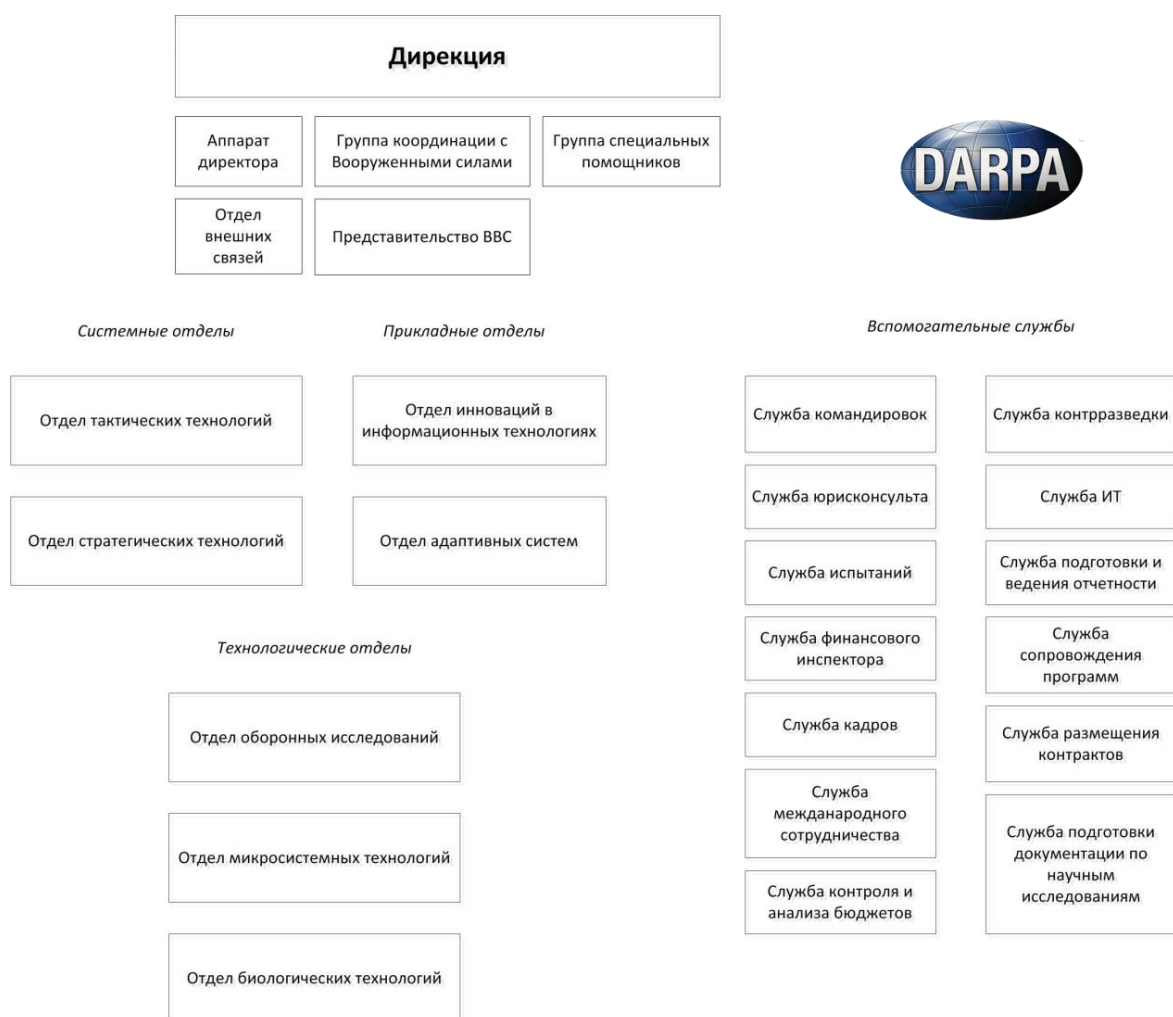 Дирекция
Аппарат
директора
Группа координации с
Вооруженными силами
Группа специальных
помощников
DARPA
Отдел
внешних
связей
Представительство ВВС
Системные отделы
Прикладные отделы
Вспомогательные службы
Отдел тактических технологий
Отдел инноваций в
информационных технологиях
Отдел стратегических технологий
Отдел адаптивных систем
Технологические отделы
Отдел оборонных исследований
Отдел микросистемных технологий
Отдел биологических технологий
Служба командировок
Служба контрразведки
Служба юрисконсульта
Служба ИТ
Служба испытаний
Служба подготовки и
ведения отчетности
Служба финансового
инспектора
Служба
сопровождения
программ
Служба кадров
Служба размещения
контрактов
Служба
межданародного
сотрудничества
Служба подготовки
документации по
научным
исследованиям
Служба контроля и
анализа бюджетов